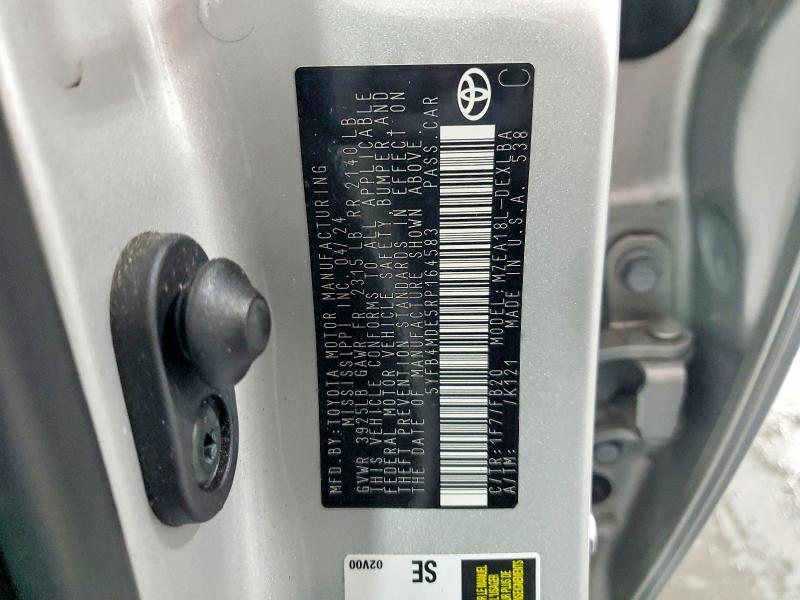 MFD. BY: TOYOTA MOTOR MANUFACTURING
MISSISSIPPI INC. 04/24
GVWR 3925LB GAWR FR 2315 LB RR 2140 LB
THIS VEHICLE CONFORMS TO ALL APPLICABLE
FEDERAL MOTOR VEHICLE SAFETY, BUMPER AND
THEFT PREVENTION STANDARDS IN EFFECT ON
THE DATE OF MANUFACTURE SHOWN ABOVE.
5YFB4MDE5RP164583 PASS. CAR
C/TR: 1F7/FB20 MODEL: MZEA18L-DEXLBA
A/TM: /K121 MADE IN U.S.A. 538
C
SE
02V00